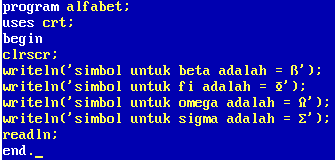 program alfabet;
uses crt;
begin
clrscr;
writeln('simbol untuk beta adalah = ß');
writeln('simbol untuk fi adalah = Φ');
writeln('simbol untuk omega adalah = Ω');
writeln('simbol untuk sigma adalah = Σ');
readln;
end._